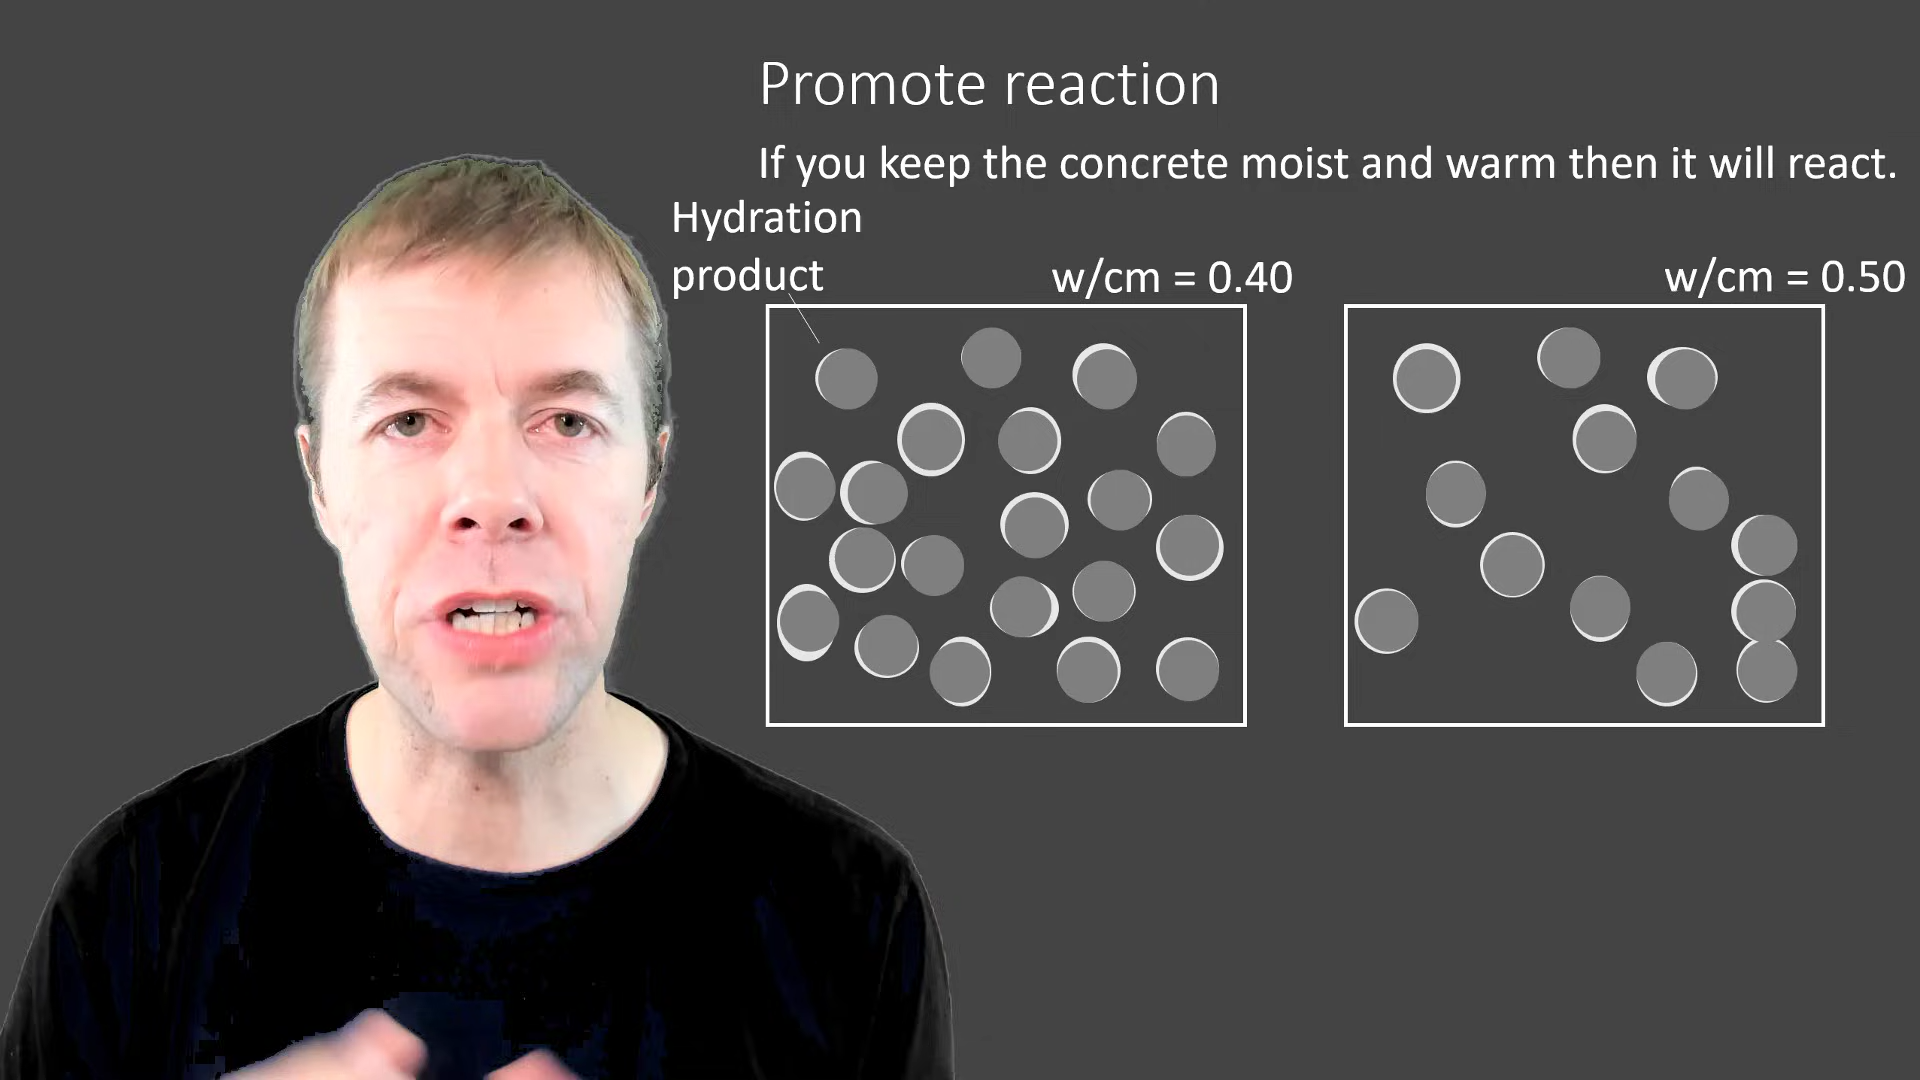 Promote reaction
If you keep the concrete moist and warm then it will react.
Hydration
product
w/cm = 0.40
w/cm = 0.50